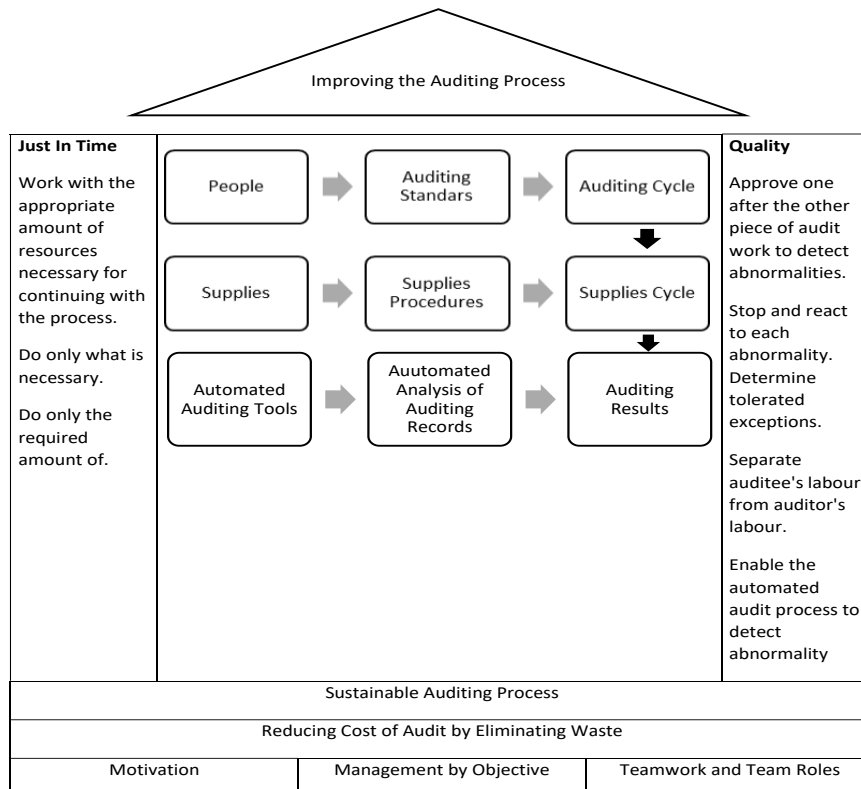 Improving the Auditing Process
Just In Time
Work with the
appropriate
amount of
resources
necessary for
continuing with
the process.
Do only what is
necessary.
Do only the
required
amount of.
People
Auditing
Standars
Auditing Cycle
Supplies
Supplies
Procedures
Supplies Cycle
Automated
Auditing Tools
Auutomated
Analysis of
Auditing
Records
Auditing
Results
Quality
Approve one
after the other
piece of audit
work to detect
abnormalities.
Stop and react
to each
abnormality.
Determine
tolerated
exceptions.
Separate
auditee's labour
from auditor's
labour.
Enable the
automated
audit process to
detect
abnormality
Sustainable Auditing Process
Reducing Cost of Audit by Eliminating Waste
Motivation
Management by Objective
Teamwork and Team Roles